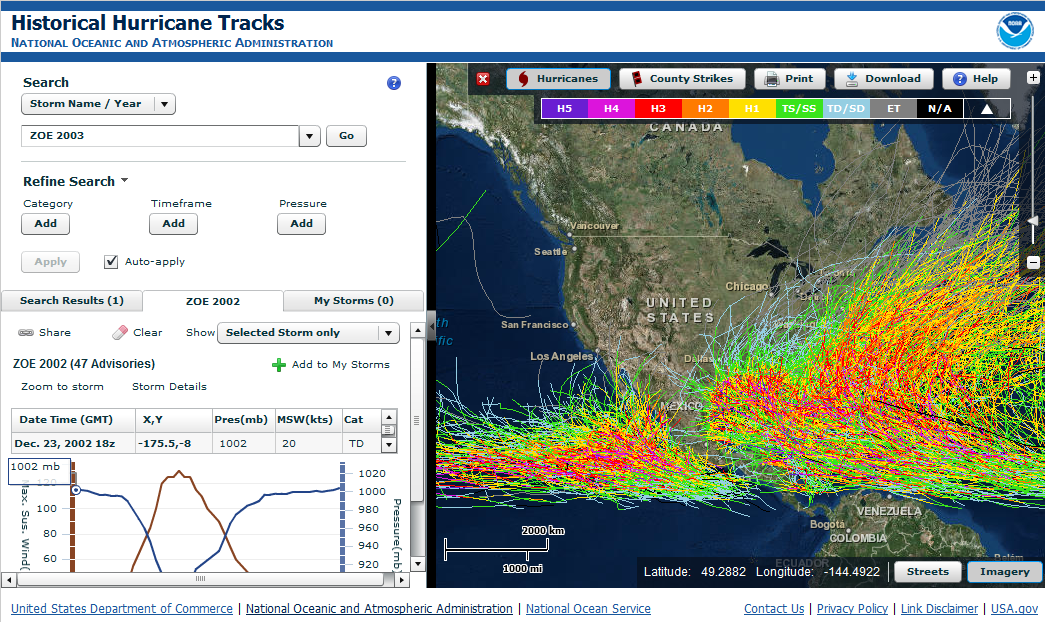 Historical Hurricane Tracks
NATIONAL OCEANIC AND ATMOSPHERIC ADMINISTRATION
NOAA
Search
Storm Name / Year
ZOE 2003
Go
Refine Search
Category Timeframe Pressure
Add Add Add
Apply Auto-apply
Search Results (1) ZOE 2002 My Storms (0)
Share Clear Show Selected Storm only
ZOE 2002 (47 Advisories) Add to My Storms
Zoom to storm Storm Details
Date Time (GMT) X,Y Pres(mb) MSW(kts) Cat
Dec. 23, 2002 18z -175.5,-8 1002 20 TD
1002 mb
120
100
80
60
Max. Sus. Wind(
1020
1000
980
960
940
920
Pressure(mb)
Hurricanes County Strikes Print Download Help
H5 H4 H3 H2 H1 TS/SS TD/SD ET N/A
CANADA
Vancouver
Seattle
Chicago
Toronto
UNITED
STATES
San Francisco
Washington
Los Angeles
Dallas
MÉXICO
VENEZUELA
Bogotá
COLOMBIA
ECUADOR
Belém
2000 km
1000 mi
Latitude: 49.2882 Longitude: -144.4922 Streets Imagery
United States Department of Commerce | National Oceanic and Atmospheric Administration | National Ocean Service
Contact Us | Privacy Policy | Link Disclaimer | USA.gov